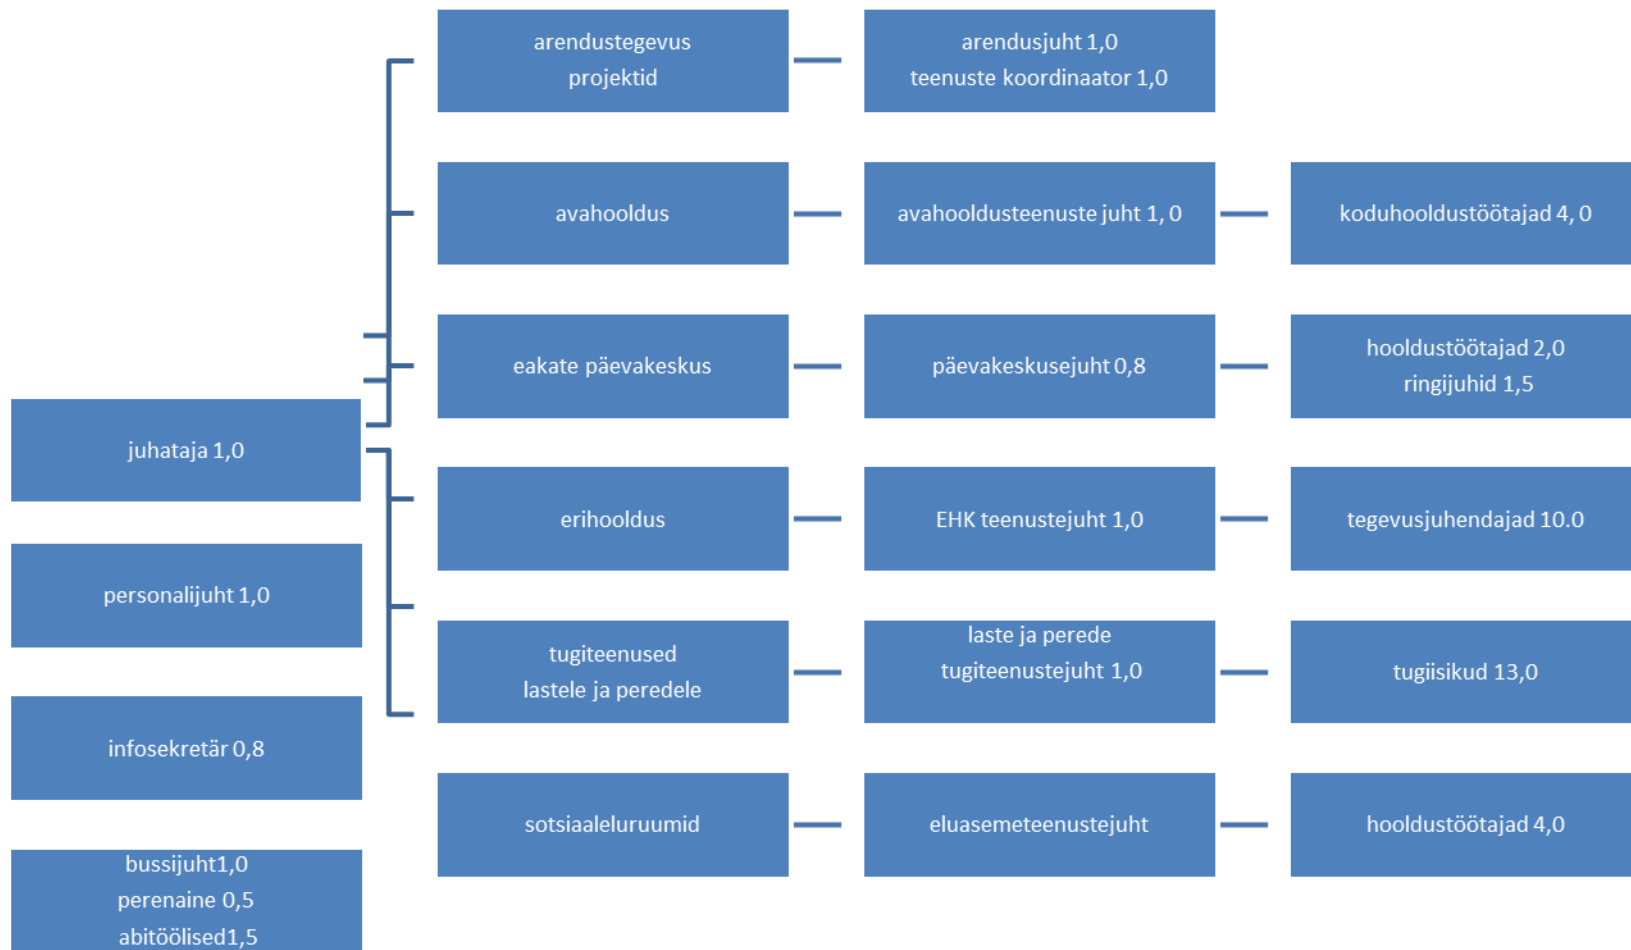 arendustegevus
projektid
arendusjuht 1,0
teenuste koordinaator 1,0
avahooldus
avahooldusteenuste juht 1, 0
koduhooldustöötajad 4, 0
eakate päevakeskus
päevakeskusejuht 0,8
hooldustöötajad 2,0
ringijuhid 1,5
juhataja 1,0
erihooldus
EHK teenustejuht 1,0
tegevusjuhendajad 10.0
personalijuht 1,0
tugiteenused
lastele ja peredele
laste ja perede
tugiteenustejuht 1,0
tugiisikud 13,0
infosekretär 0,8
sotsiaaleluruumid
eluasemeteenustejuht
hooldustöötajad 4,0
bussijuht1,0
perenaine 0,5
abitöölised1,5